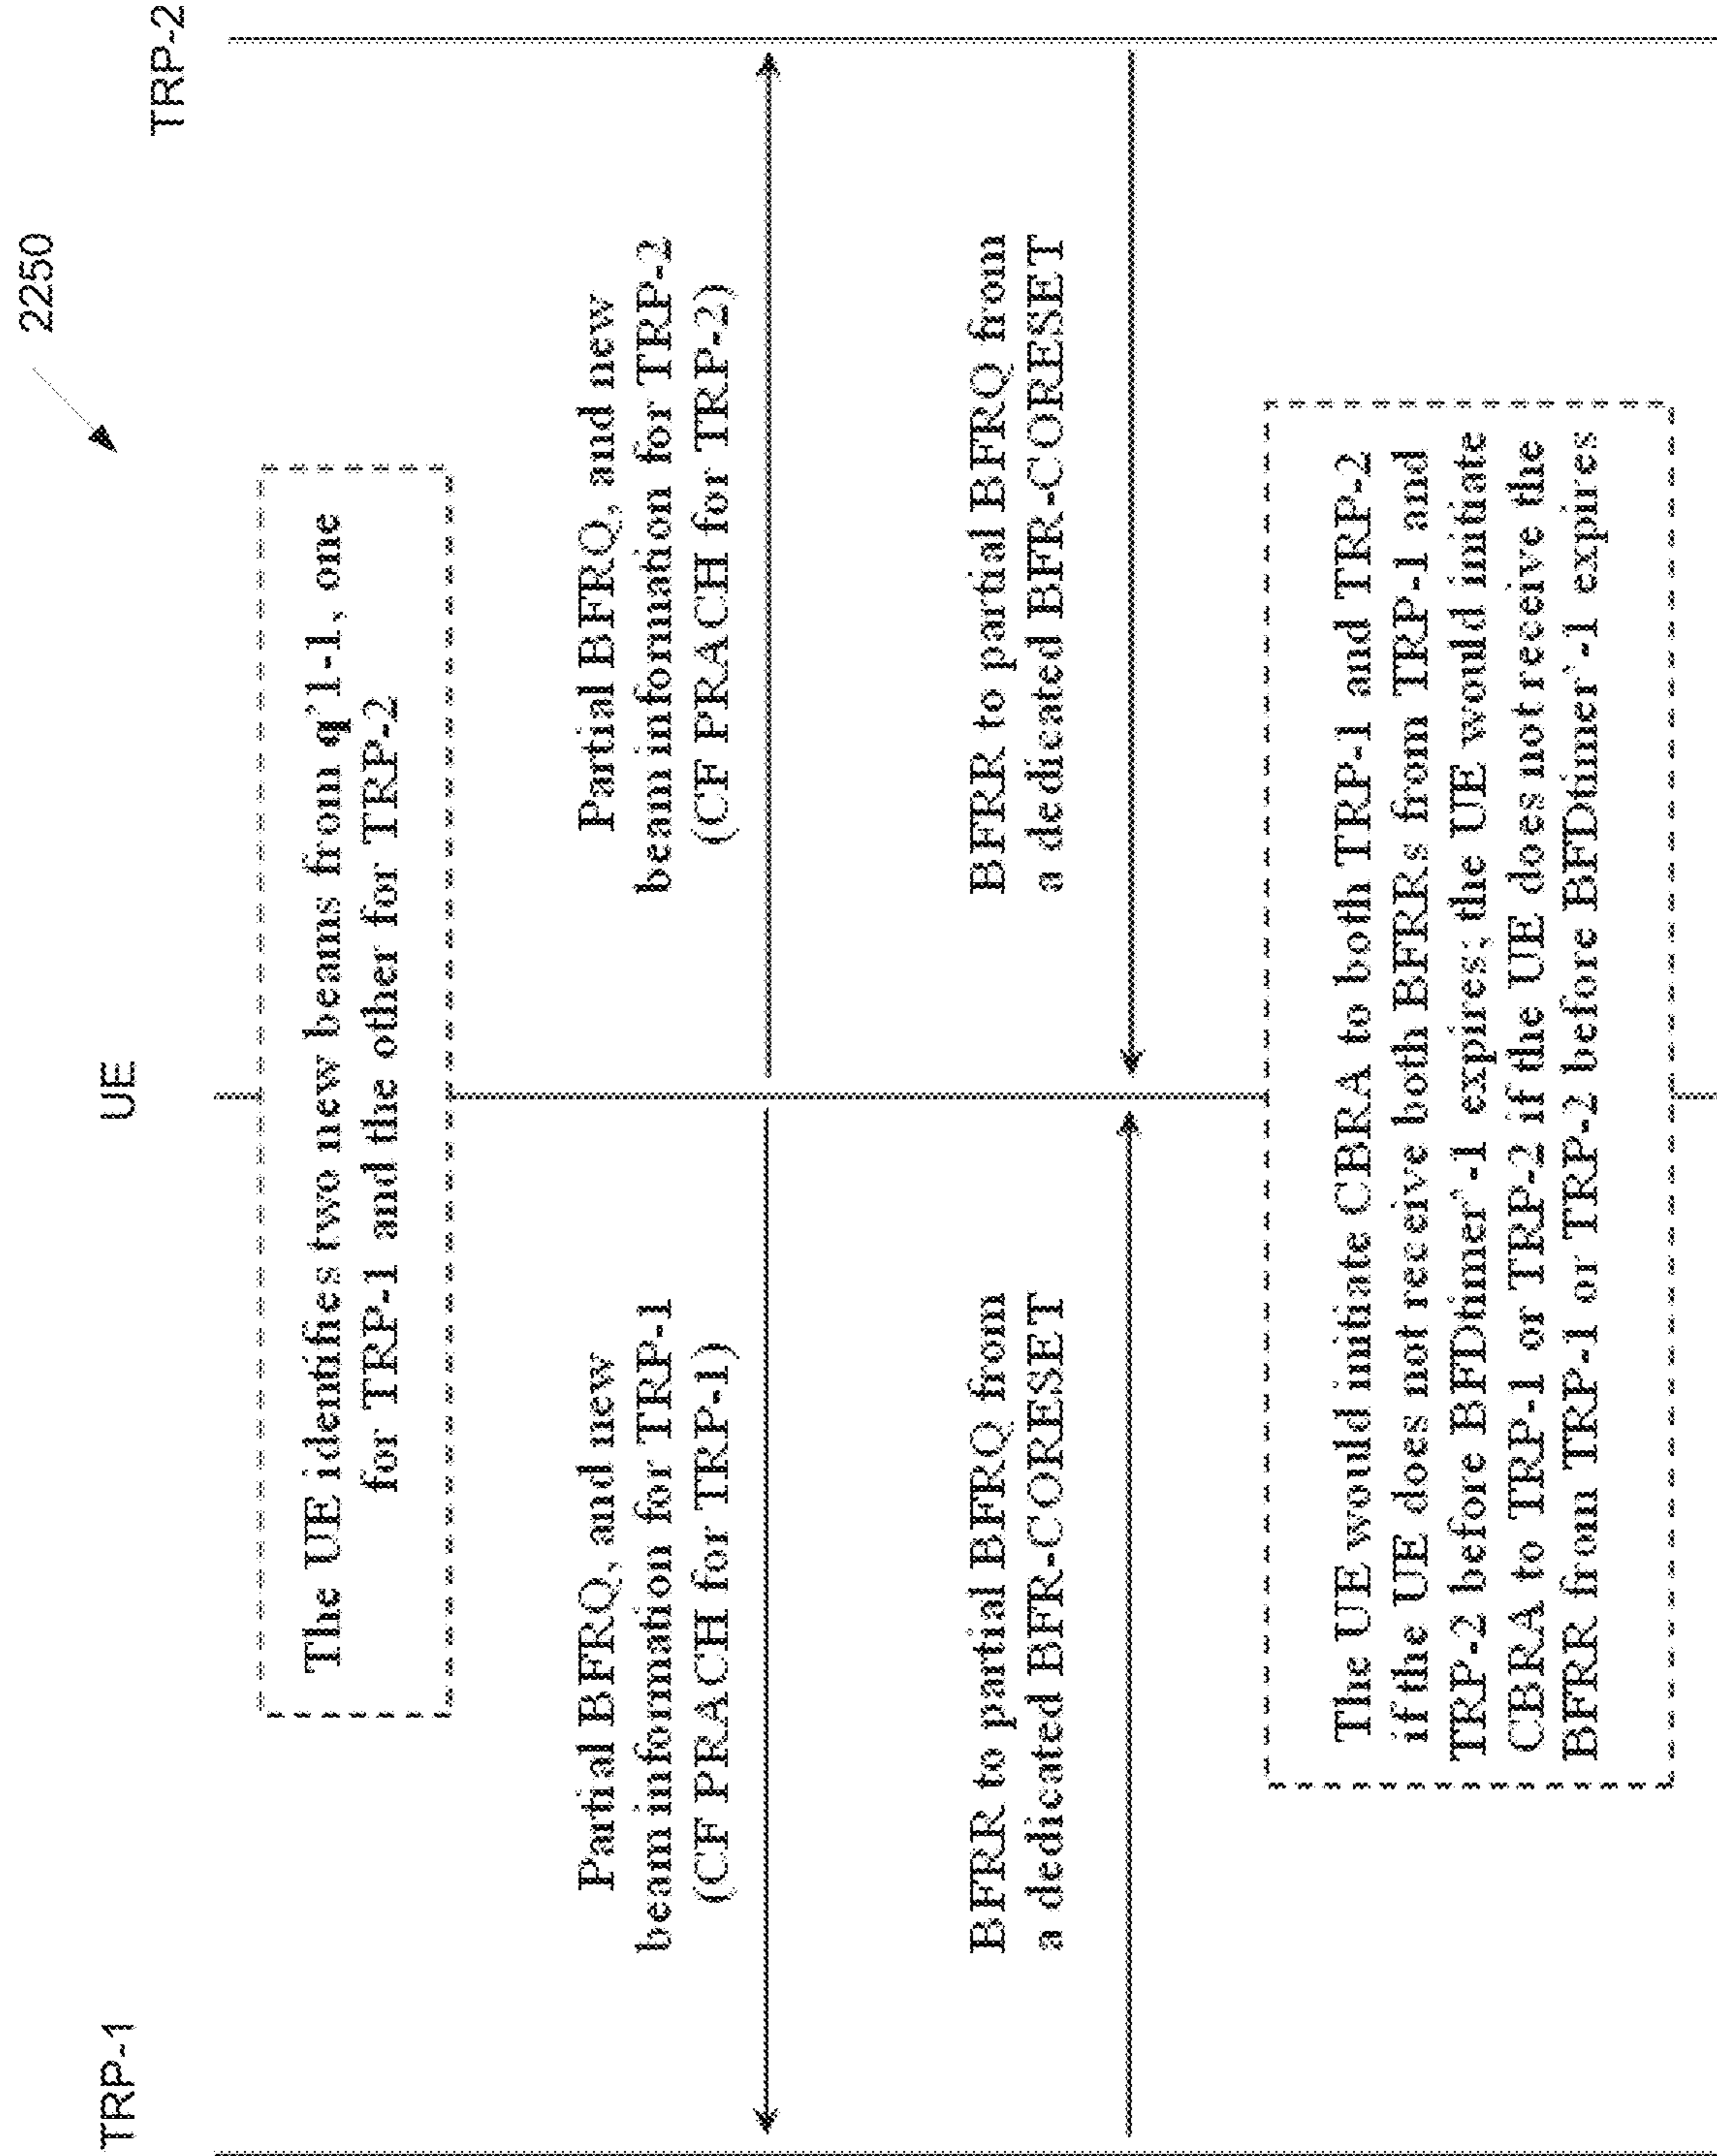 2250
TRP-1
UE
TRP-2
The UE identifies two new beams from q'1-1, one
for TRP-1 and the other for TRP-2
Partial BFRQ, and new
beam information for TRP-1
(CF PRACH for TRP-1)
Partial BFRQ, and new
beam information for TRP-2
(CF PRACH for TRP-2)
BFRR to partial BFRQ from
a dedicated BFR-CORESET
BFRR to partial BFRQ from
a dedicated BFR-CORESET
The UE would initiate CBRA to both TRP-1 and TRP-2
if the UE does not receive both BFRRs from TRP-1 and
TRP-2 before BFDtimer`-1 expires; the UE would initiate
CBRA to TRP-1 or TRP-2 if the UE does not receive the
BFRR from TRP-1 or TRP-2 before BFDtimer`-1 expires